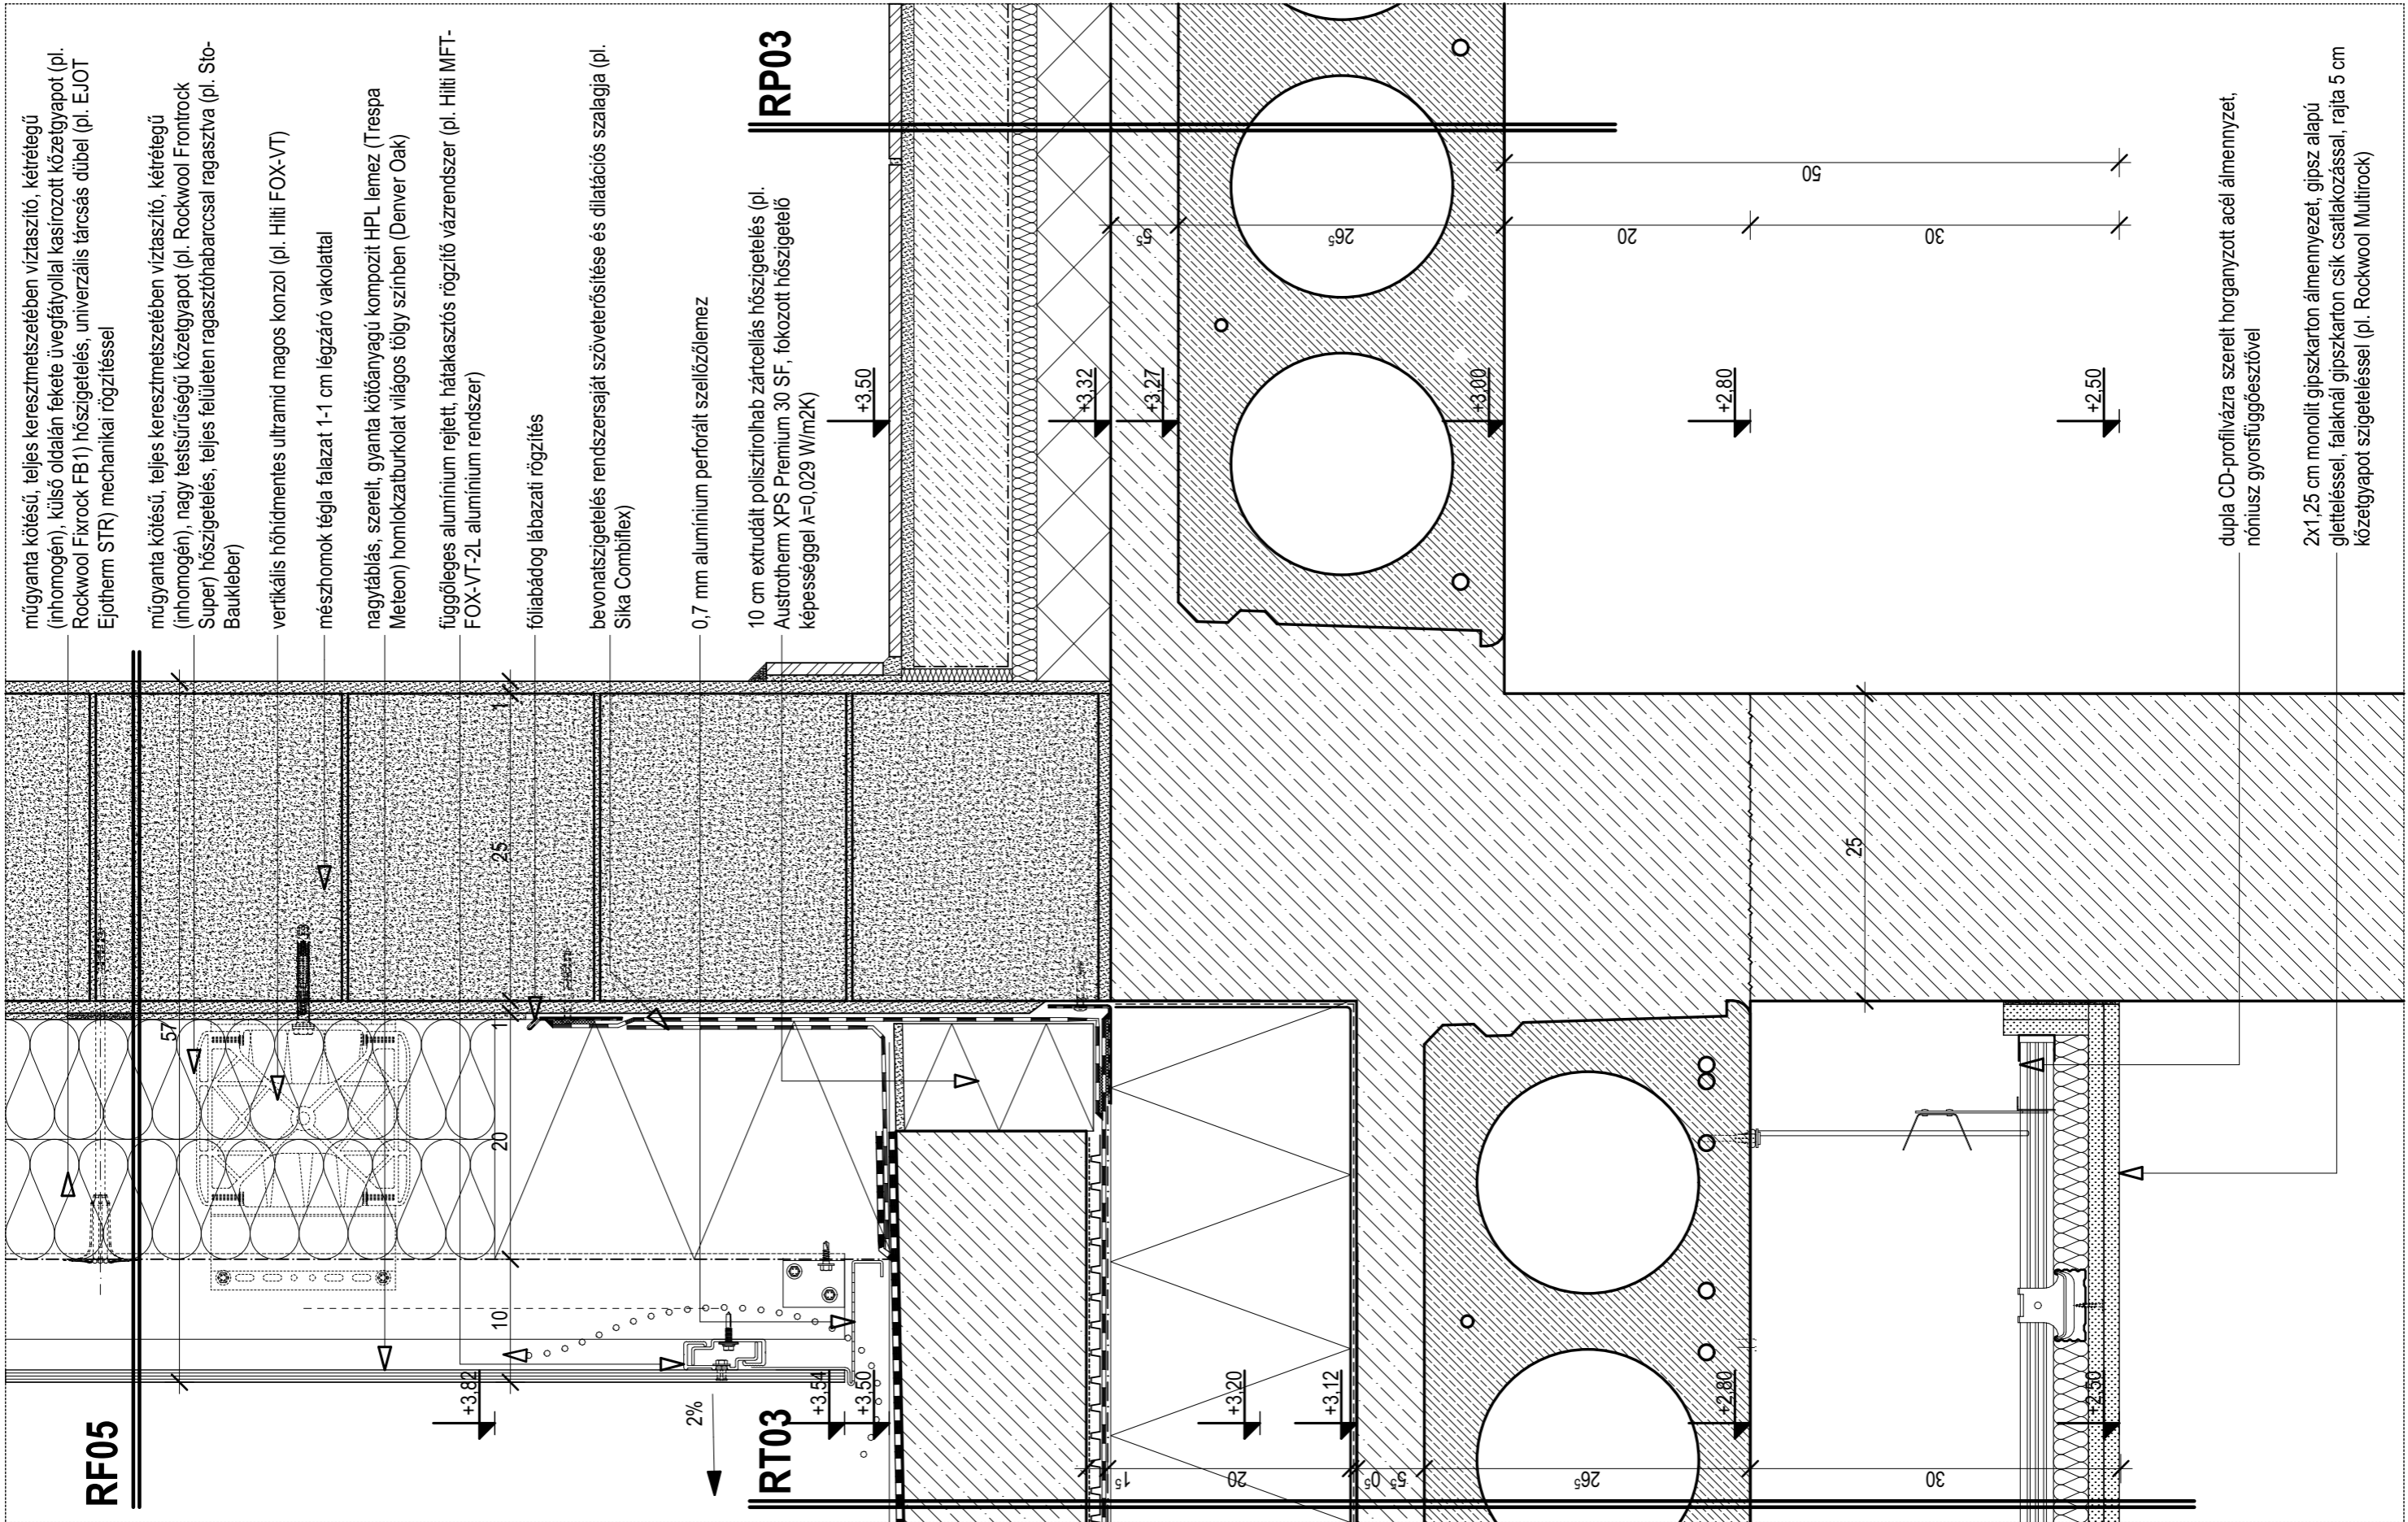 műgyanta kötésű, teljes keresztmetszetében víztaszító, kétrétegű
(inhomogén), külső oldalán fekete üvegfátyollal kasírozott kőzetgyapot (pl.
Rockwool Fixrock FB1) hőszigetelés, univerzális tárcsás dübel (pl. EJOT
Ejotherm STR) mechanikai rögzítéssel
műgyanta kötésű, teljes keresztmetszetében víztaszító, kétrétegű
(inhomogén), nagy testsűrűségű kőzetgyapot (pl. Rockwool Frontrock
Super) hőszigetelés, teljes felületen ragasztóhabarccsal ragasztva (pl. Sto-
Baukleber)
vertikális hőhídmentes ultramid magos konzol (pl. Hilti FOX-VT)
mészhomok tégla falazat 1-1 cm légzáró vakolattal
nagytáblás, szerelt, gyanta kötőanyagú kompozit HPL lemez (Trespa
Meteon) homlokzatburkolat világos tölgy színben (Denver Oak)
függőleges alumínium rejtett, hátakasztós rögzítő vázrendszer (pl. Hilti MFT-
FOX-VT-2L alumínium rendszer)
fóliabádog lábazati rögzítés
bevonatszigetelés rendszersaját szöveterősítése és dilatációs szalagja (pl.
Sika Combiflex)
0,7 mm alumínium perforált szellőzőlemez
10 cm extrudált polisztirolhab zártcellás hőszigetelés (pl.
Austrotherm XPS Premium 30 SF, fokozott hőszigetelő
képességgel λ=0,029 W/m2K)
RP03
+3,50
+3,32
+3,27
+3,00
+2,80
+2,50
5⁵
26⁵
20
30
50
dupla CD-profilvázra szerelt horganyzott acél álmennyzet,
nóniusz gyorsfüggőesztővel
2x1,25 cm monolit gipszkarton álmennyezet, gipsz alapú
gletteléssel, falaknál gipszkarton csík csatlakozással, rajta 5 cm
kőzetgyapot szigeteléssel (pl. Rockwool Multirock)
1
25
1
20
10
57
25
RF05
+3,82
2%
RT03
+3,54
+3,50
+3,20
+3,12
+2,80
+2,50
1⁵
20
0⁵
5⁵
26⁵
30